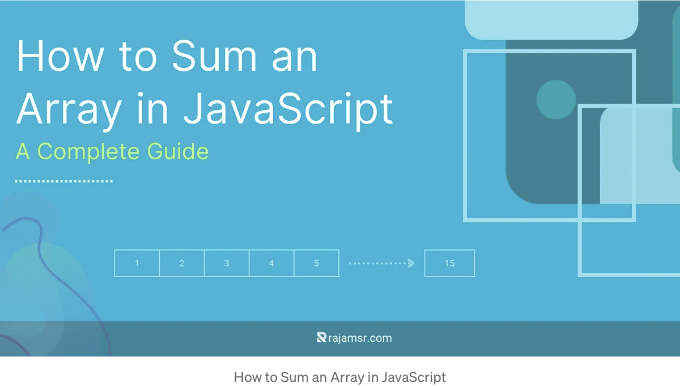 How to Sum an
Array in JavaScript
A Complete Guide
1 2 3 4 5 15
rajamsr.com
How to Sum an Array in JavaScript